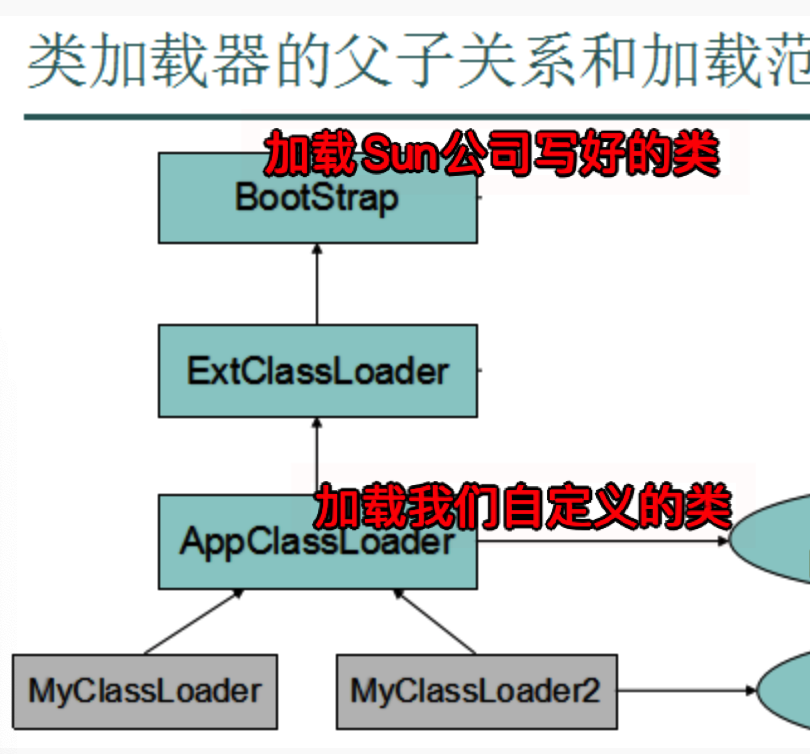 类加载器的父子关系和加载范
加载Sun公司写好的类
BootStrap
ExtClassLoader
加载我们自定义的类
AppClassLoader
MyClassLoader
MyClassLoader2